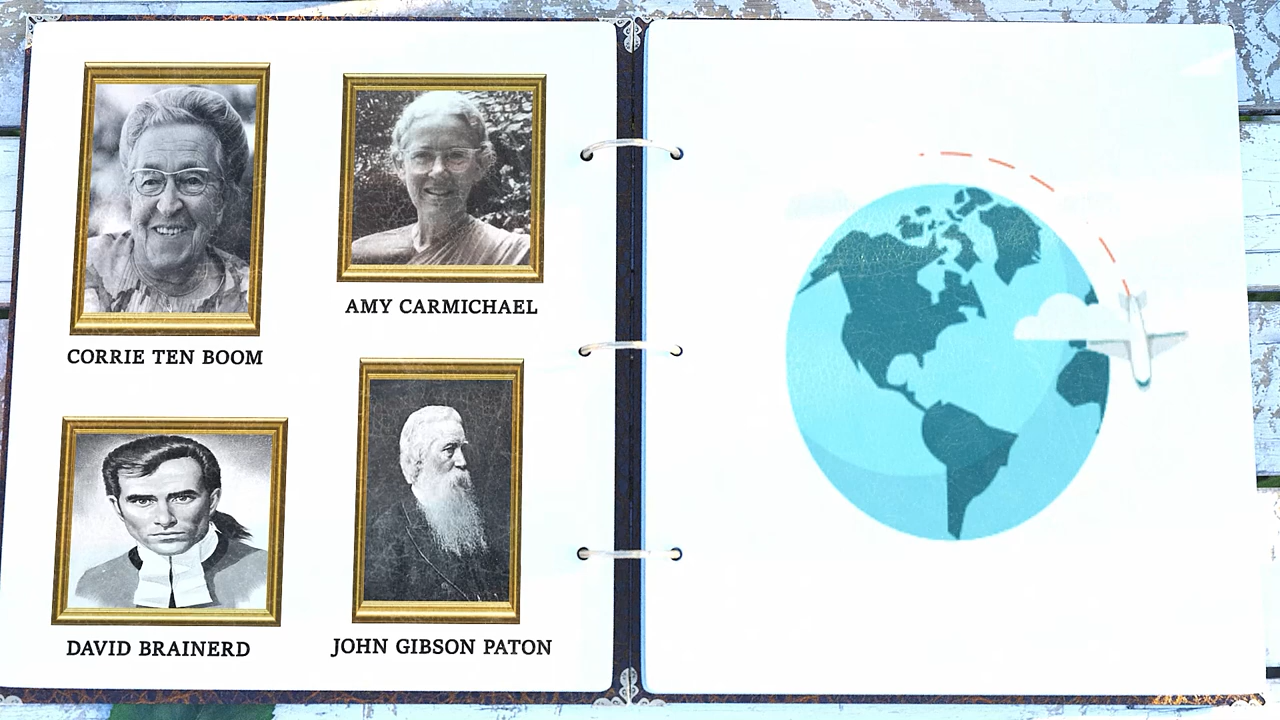 CORRIE TEN BOOM
AMY CARMICHAEL
DAVID BRAINERD
JOHN GIBSON PATON